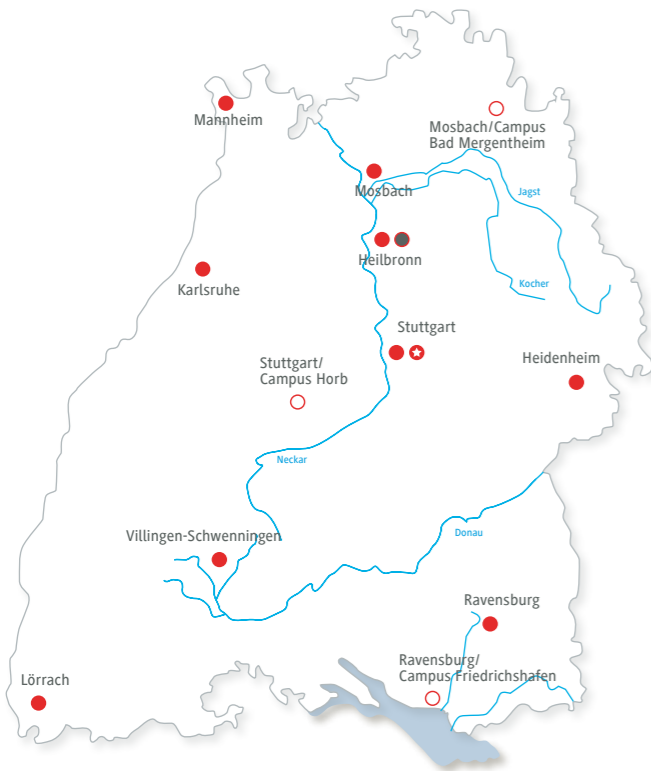 Mannheim
Mosbach/Campus
Bad Mergentheim
Mosbach
Jagst
Heilbronn
Karlsruhe
Kocher
Stuttgart
Stuttgart/
Campus Horb
Heidenheim
Neckar
Villingen-Schwenningen
Donau
Ravensburg
Ravensburg/
Campus Friedrichshafen
Lörrach